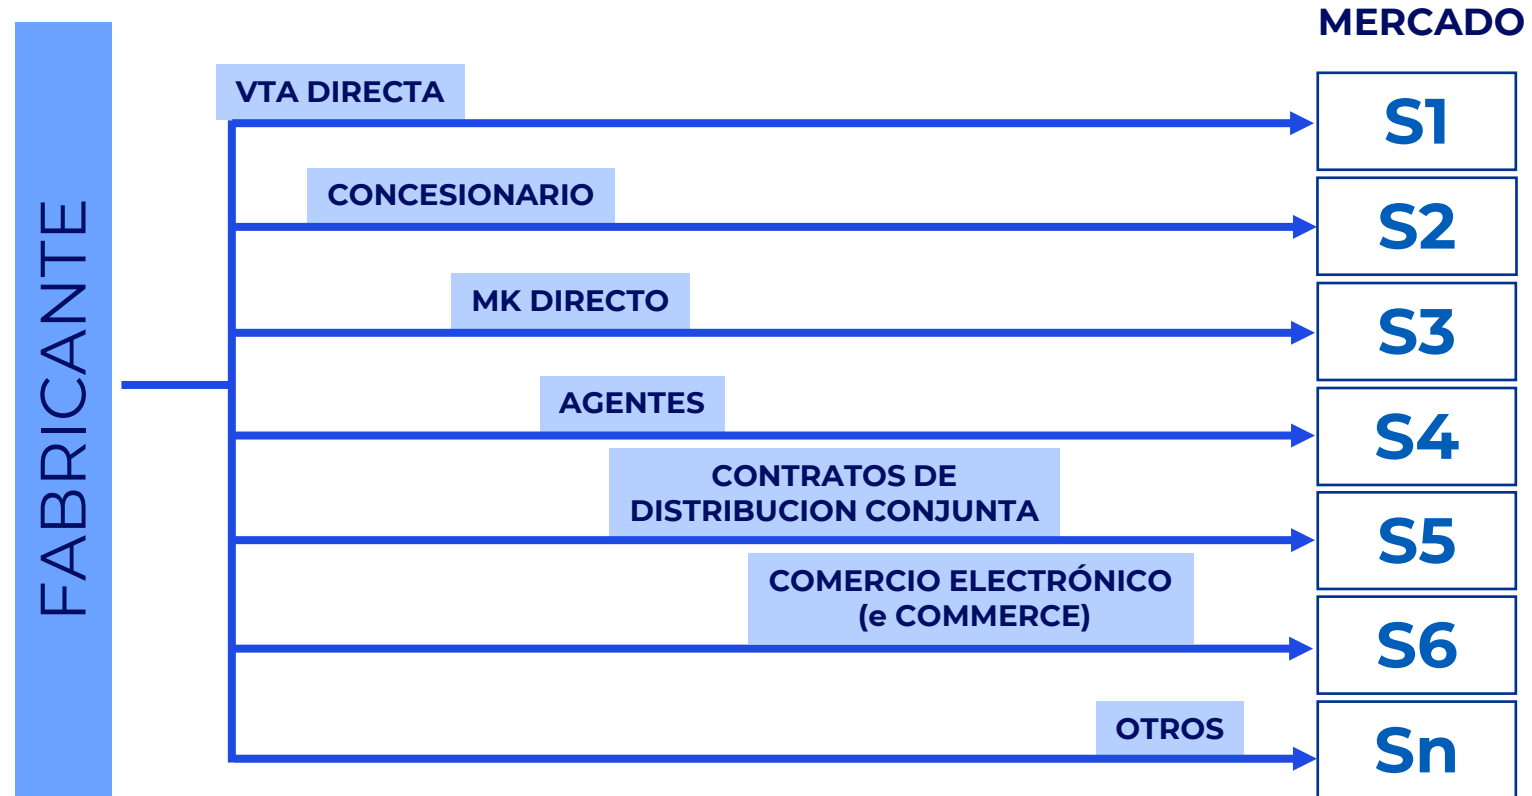 MERCADO
FABRICANTE
VTA DIRECTA
S1
CONCESIONARIO
S2
MK DIRECTO
S3
AGENTES
S4
CONTRATOS DE
DISTRIBUCION CONJUNTA
S5
COMERCIO ELECTRÓNICO
(e COMMERCE)
S6
OTROS
Sn